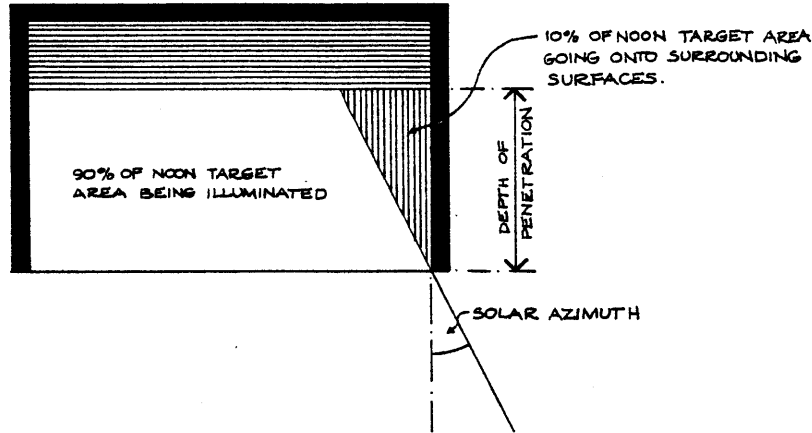 10% OF NOON TARGET AREA
GOING ONTO SURROUNDING
SURFACES.
90% OF NOON TARGET
AREA BEING ILLUMINATED
DEPTH OF
PENETRATION
SOLAR AZIMUTH